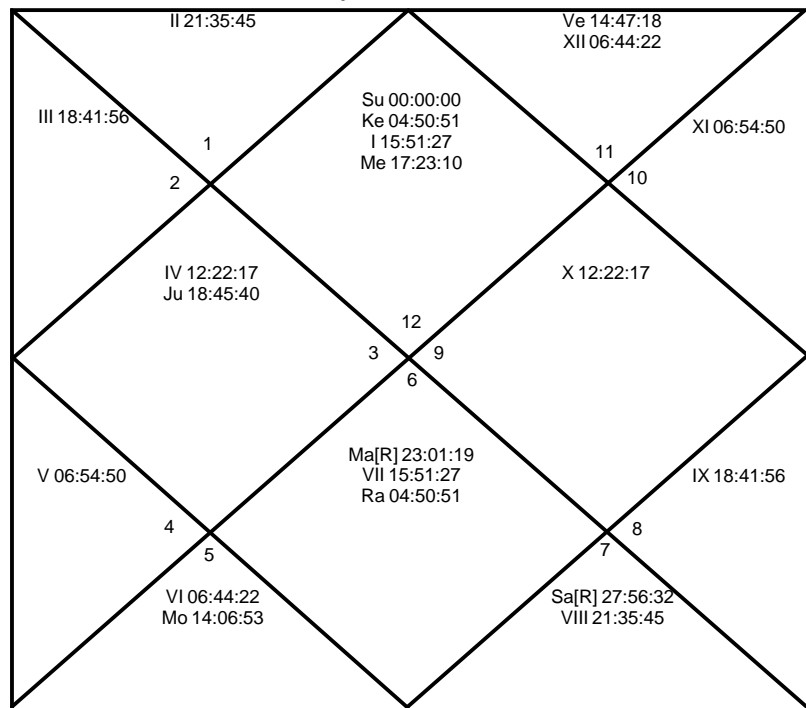 II 21:35:45
Ve 14:47:18
XII 06:44:22
III 18:41:56
Su 00:00:00
Ke 04:50:51
I 15:51:27
Me 17:23:10
XI 06:54:50
1
11
2
10
IV 12:22:17
Ju 18:45:40
X 12:22:17
12
3
9
6
V 06:54:50
Ma[R] 23:01:19
VII 15:51:27
Ra 04:50:51
IX 18:41:56
4
8
5
7
VI 06:44:22
Mo 14:06:53
Sa[R] 27:56:32
VIII 21:35:45